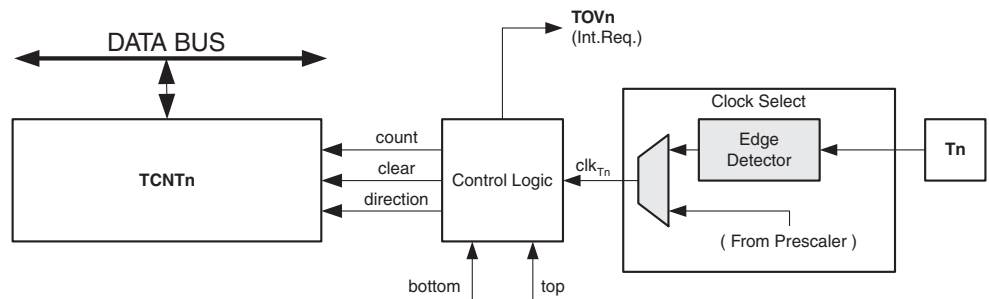 TOVn
(Int.Req.)
DATA BUS
Clock Select
count
Edge
Detector
Tn
TCNTn
clear
Control Logic
clkTn
direction
( From Prescaler )
bottom
top